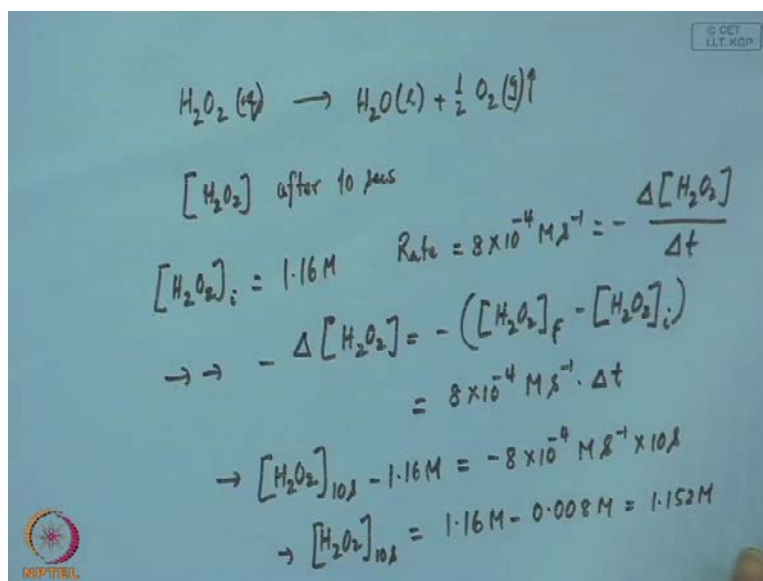 © CET
I.I.T. KGP
H₂O₂ (aq) → H₂O(l) + ½ O₂(g)↑
[H₂O₂] after 10 secs
[H₂O₂]ᵢ = 1.16 M Rate = 8×10⁻⁴ M s⁻¹ = - Δ[H₂O₂]/Δt
→→ - Δ[H₂O₂] = - ([H₂O₂]f - [H₂O₂]ᵢ)
= 8×10⁻⁴ M s⁻¹ · Δt
→ [H₂O₂]₁₀ₛ - 1.16 M = -8×10⁻⁴ M s⁻¹ × 10 s
→ [H₂O₂]₁₀ₛ = 1.16 M - 0.008 M = 1.152 M
NPTEL